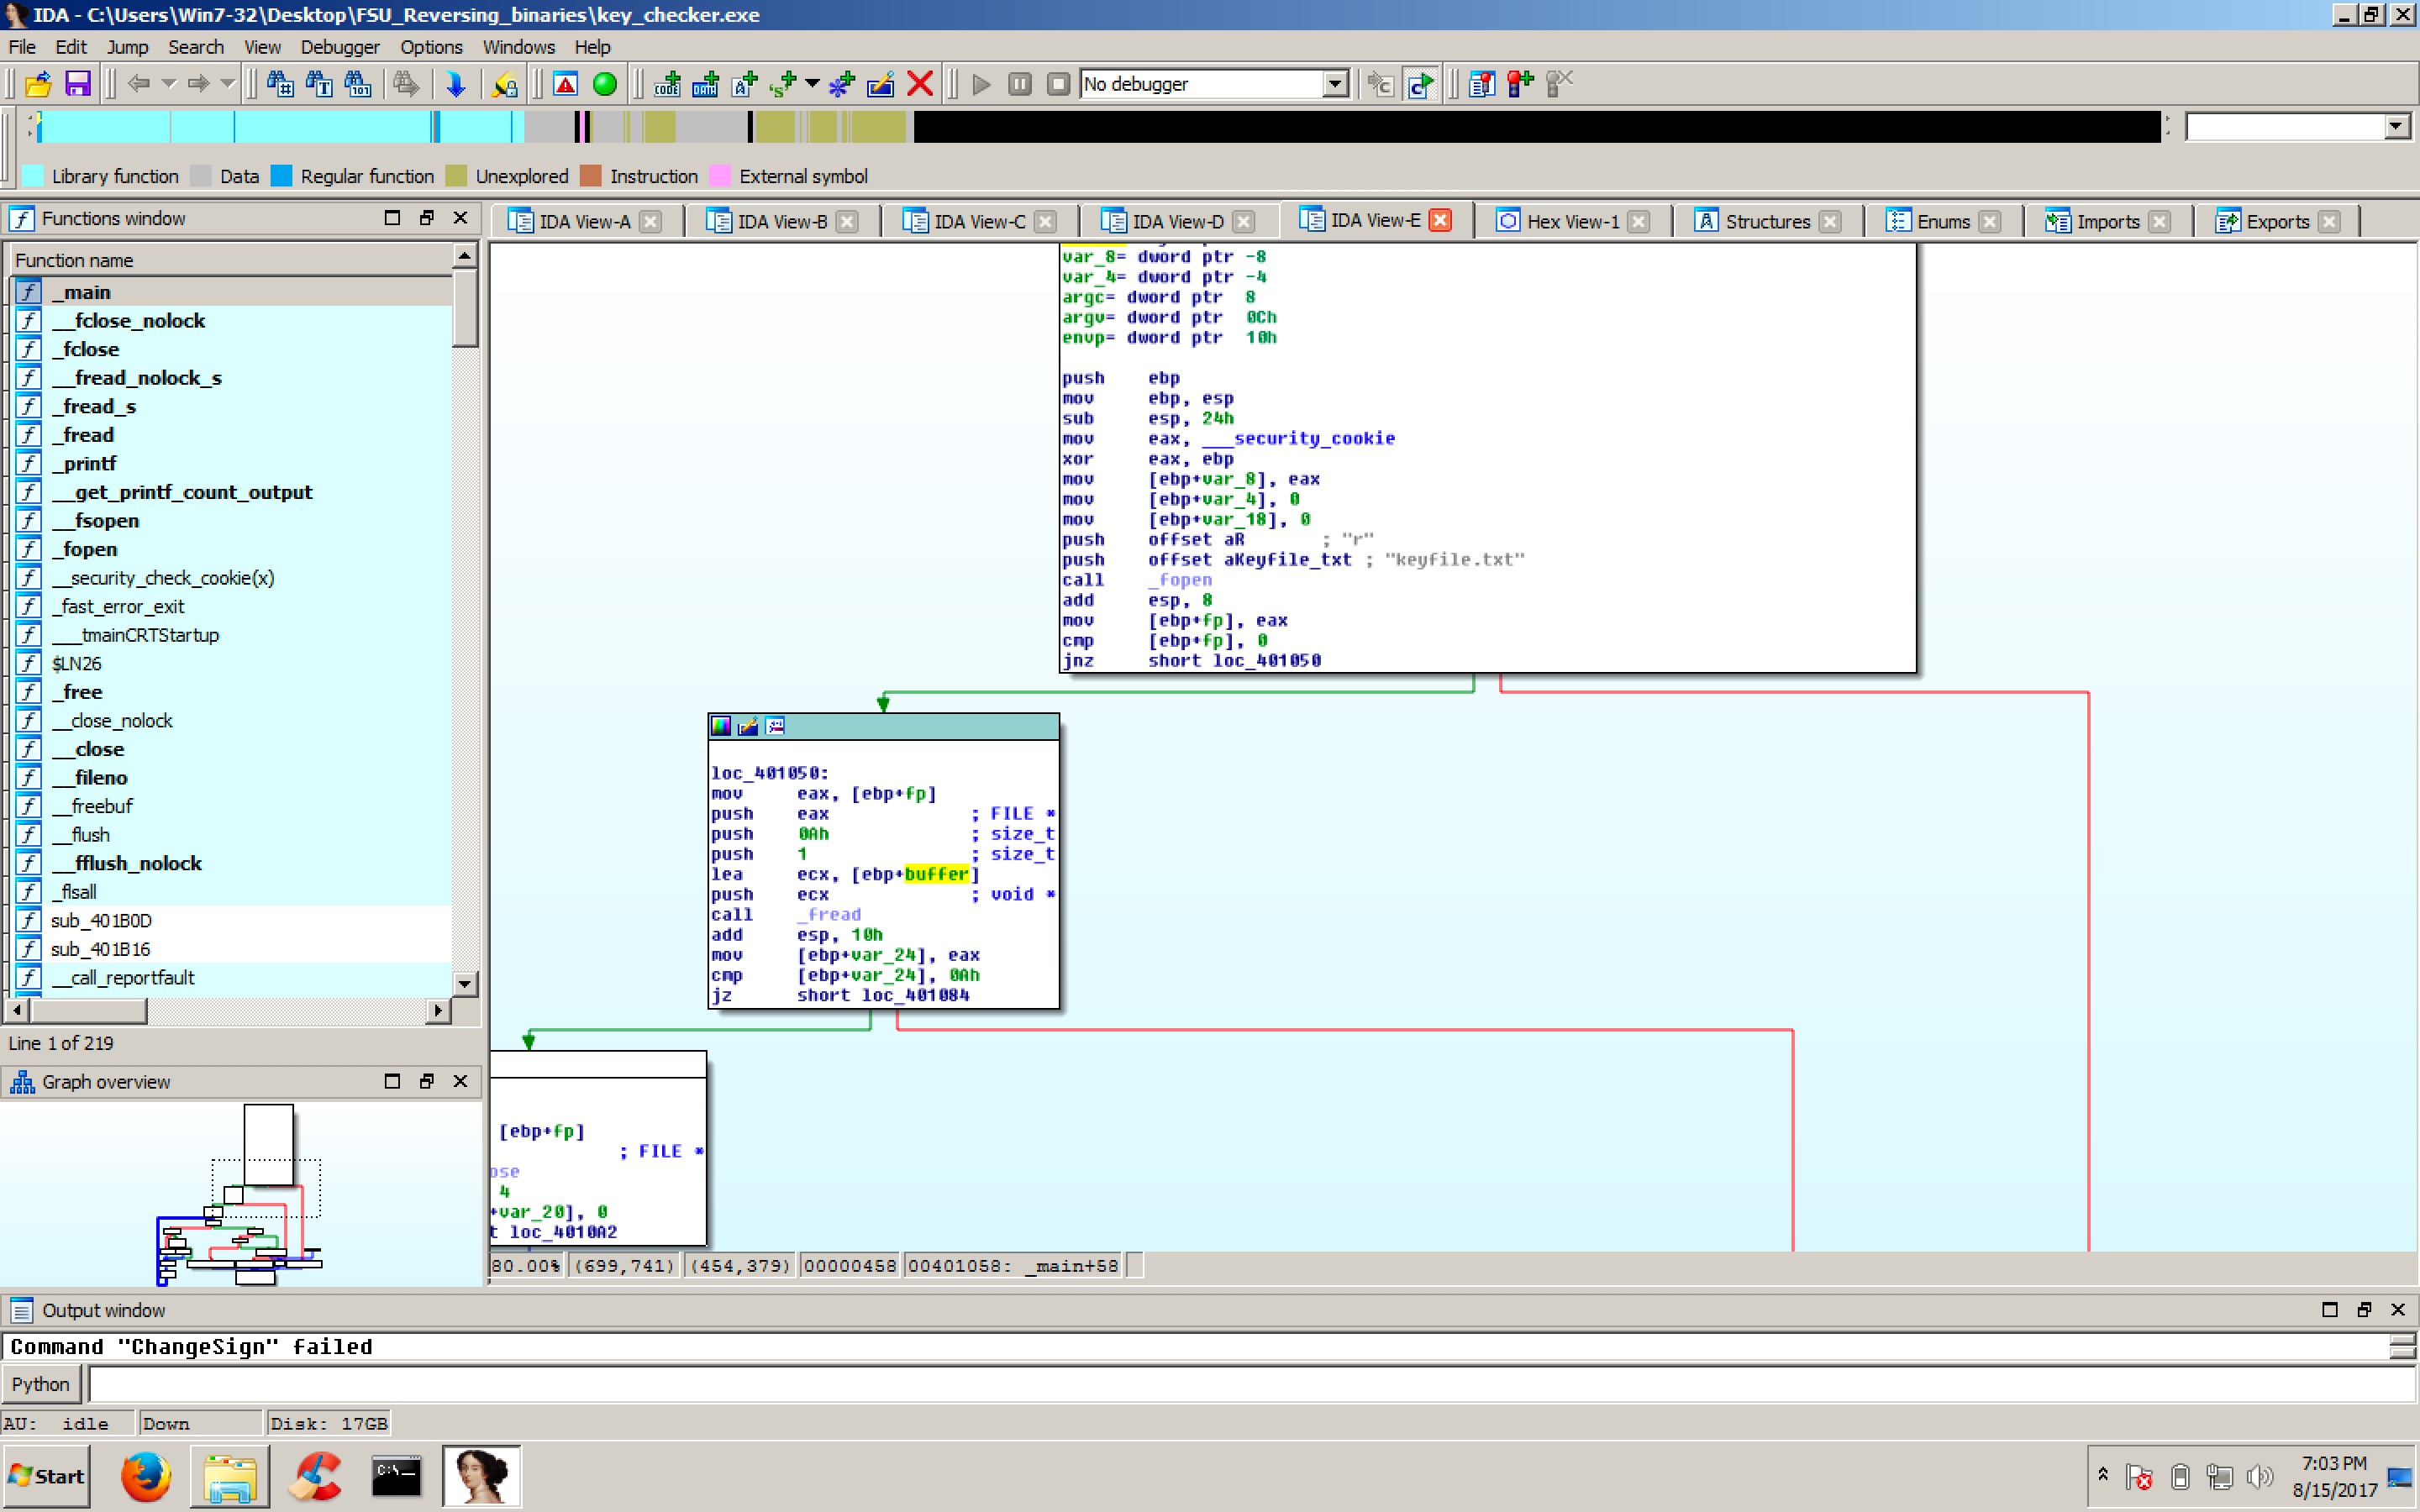 IDA - C:\Users\Win7-32\Desktop\FSU_Reversing_binaries\key_checker.exe
File Edit Jump Search View Debugger Options Windows Help
No debugger
Library function Data Regular function Unexplored Instruction External symbol
Functions window
IDA View-A IDA View-B IDA View-C IDA View-D IDA View-E Hex View-1 Structures Enums Imports Exports
Function name
_main
__fclose_nolock
_fclose
__fread_nolock_s
_fread_s
_fread
_printf
__get_printf_count_output
__fsopen
_fopen
__security_check_cookie(x)
_fast_error_exit
___tmainCRTStartup
$LN26
_free
__close_nolock
__close
__fileno
__freebuf
__flush
__fflush_nolock
_flsall
sub_401B0D
sub_401B16
__call_reportfault
Line 1 of 219
Graph overview
var_8= dword ptr -8
var_4= dword ptr -4
argc= dword ptr 8
argv= dword ptr 0Ch
envp= dword ptr 10h
push ebp
mov ebp, esp
sub esp, 24h
mov eax, ___security_cookie
xor eax, ebp
mov [ebp+var_8], eax
mov [ebp+var_4], 0
mov [ebp+var_18], 0
push offset aR ; "r"
push offset aKeyfile_txt ; "keyfile.txt"
call _fopen
add esp, 8
mov [ebp+fp], eax
cmp [ebp+fp], 0
jnz short loc_401050
loc_401050:
mov eax, [ebp+fp]
push eax ; FILE *
push 0Ah ; size_t
push 1 ; size_t
lea ecx, [ebp+buffer]
push ecx ; void *
call _fread
add esp, 10h
mov [ebp+var_24], eax
cmp [ebp+var_24], 0Ah
jz short loc_401084
[ebp+fp]
; FILE *
ose
4
+var_20], 0
t loc_4010A2
80.00% (699,741) (454,379) 00000458 00401058: _main+58
Output window
Command "ChangeSign" failed
Python
AU: idle Down Disk: 17GB
Start
C:\_
7:03 PM
8/15/2017